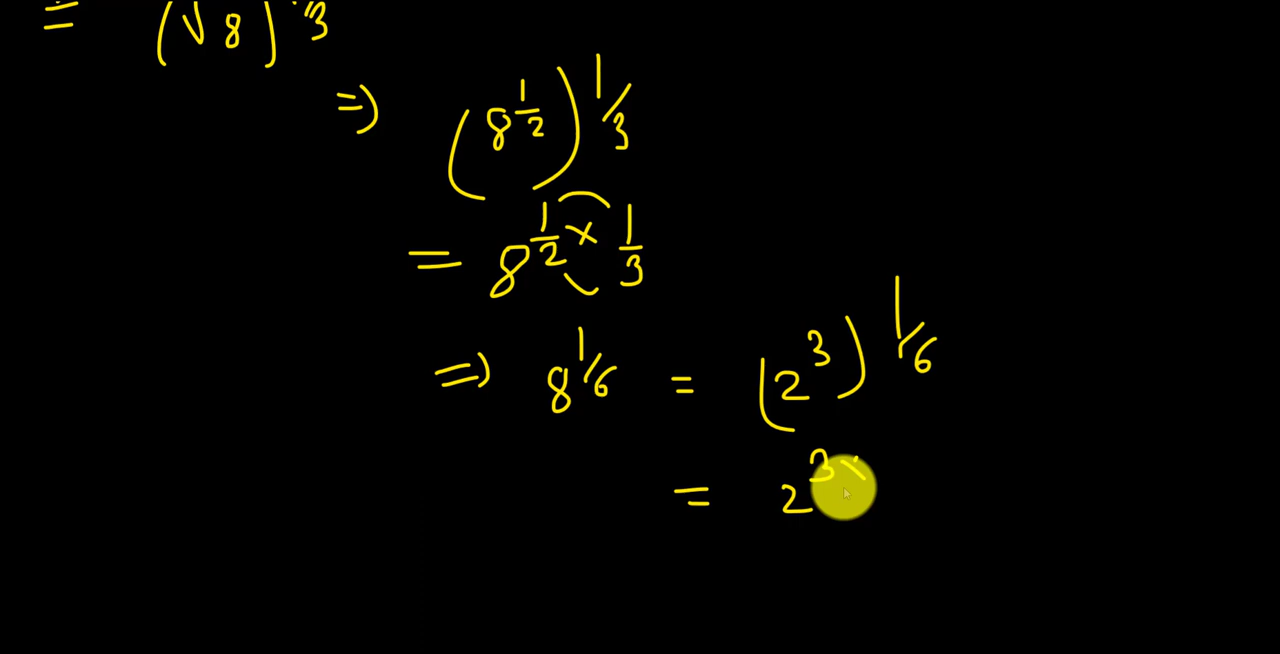 = (√8)^1/3
=> (8^1/2)^1/3
= 8^1/2 × 1/3
=> 8^1/6 = (2^3)^1/6
= 2^3×